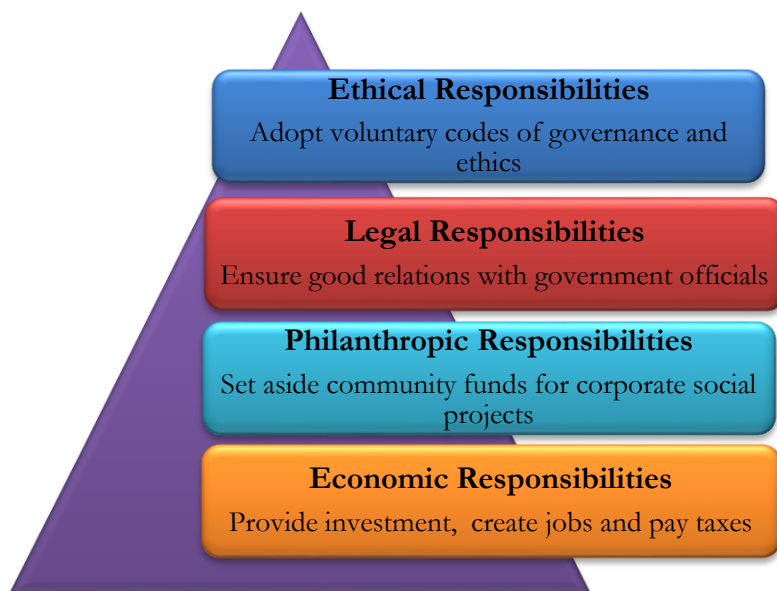 Ethical Responsibilities
Adopt voluntary codes of governance and
ethics
Legal Responsibilities
Ensure good relations with government officials
Philanthropic Responsibilities
Set aside community funds for corporate social
projects
Economic Responsibilities
Provide investment,  create jobs and pay taxes